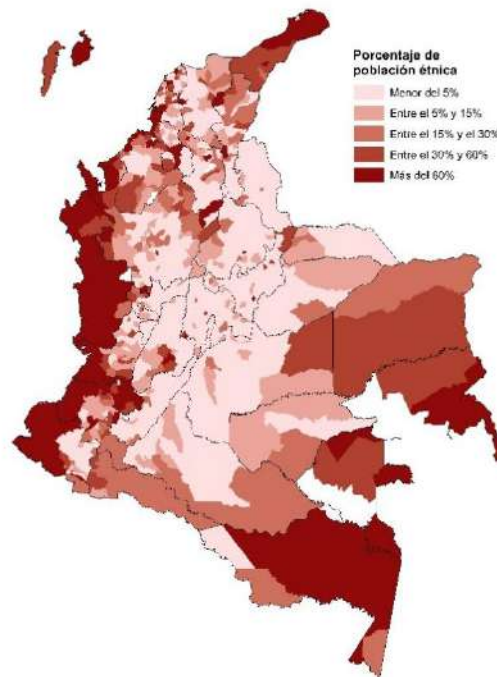 Porcentaje de
población étnica
Menor del 5%
Entre el 5% y 15%
Entre el 15% y el 30%
Entre el 30% y 60%
Más del 60%